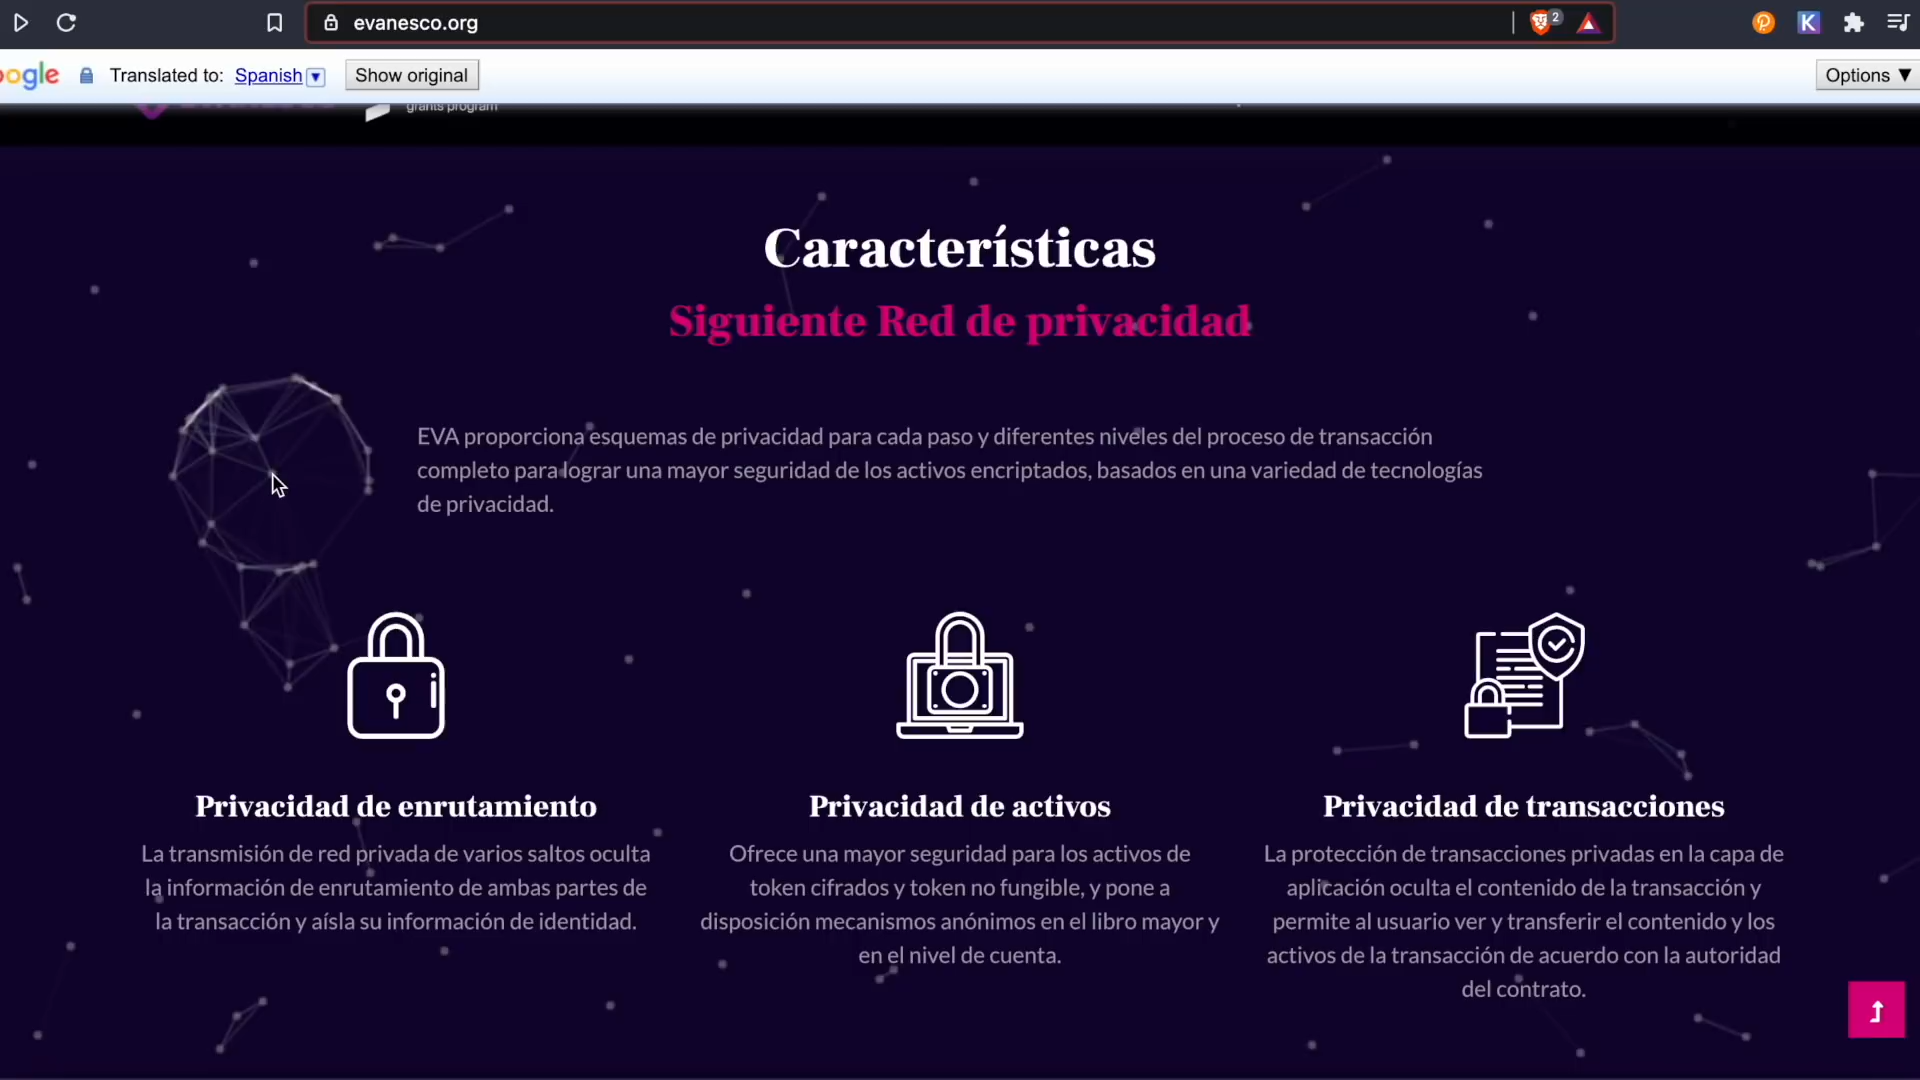 evanesco.org
2
K
oogle Translated to: Spanish Show original Options ▼
grants program
Características
Siguiente Red de privacidad
EVA proporciona esquemas de privacidad para cada paso y diferentes niveles del proceso de transacción
completo para lograr una mayor seguridad de los activos encriptados, basados en una variedad de tecnologías
de privacidad.
Privacidad de enrutamiento
La transmisión de red privada de varios saltos oculta
la información de enrutamiento de ambas partes de
la transacción y aísla su información de identidad.
Privacidad de activos
Ofrece una mayor seguridad para los activos de
token cifrados y token no fungible, y pone a
disposición mecanismos anónimos en el libro mayor y
en el nivel de cuenta.
Privacidad de transacciones
La protección de transacciones privadas en la capa de
aplicación oculta el contenido de la transacción y
permite al usuario ver y transferir el contenido y los
activos de la transacción de acuerdo con la autoridad
del contrato.